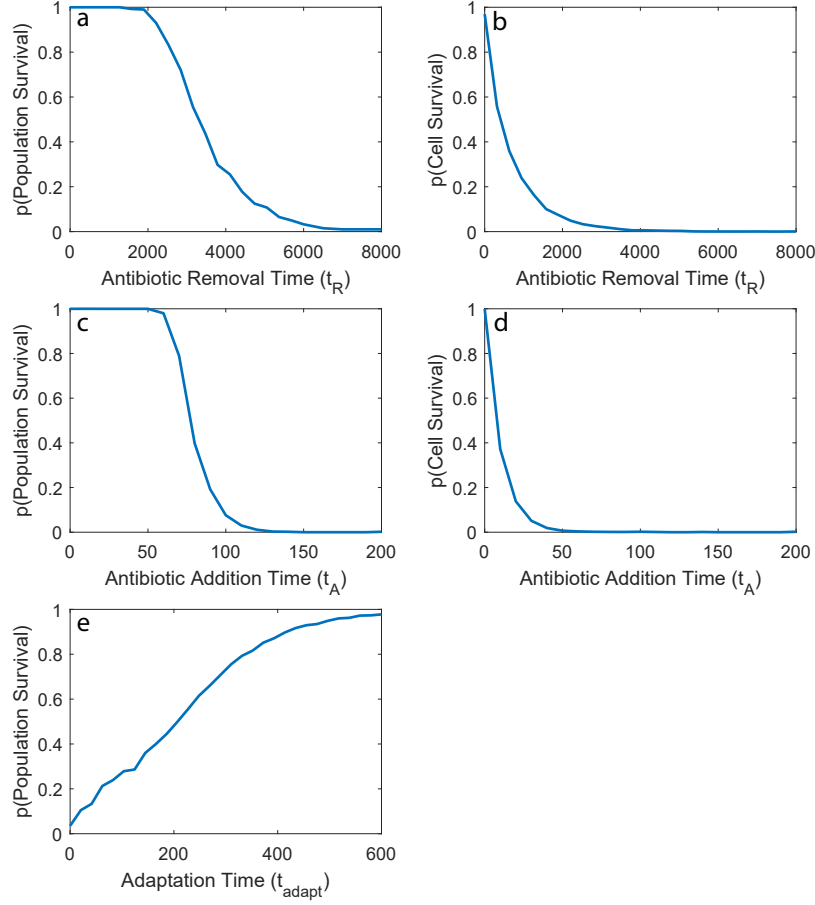 a
p(Population Survival)
1
0.8
0.6
0.4
0.2
0
0 2000 4000 6000 8000
Antibiotic Removal Time (t_R)
b
p(Cell Survival)
1
0.8
0.6
0.4
0.2
0
0 2000 4000 6000 8000
Antibiotic Removal Time (t_R)
c
p(Population Survival)
1
0.8
0.6
0.4
0.2
0
0 50 100 150 200
Antibiotic Addition Time (t_A)
d
p(Cell Survival)
1
0.8
0.6
0.4
0.2
0
0 50 100 150 200
Antibiotic Addition Time (t_A)
e
p(Population Survival)
1
0.8
0.6
0.4
0.2
0
0 200 400 600
Adaptation Time (t_adapt)